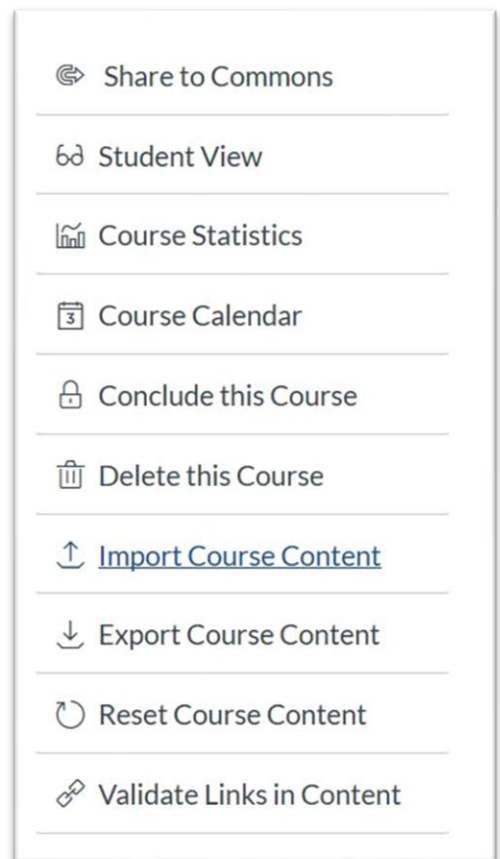 Share to Commons
Student View
Course Statistics
3
Course Calendar
Conclude this Course
Delete this Course
Import Course Content
Export Course Content
Reset Course Content
Validate Links in Content